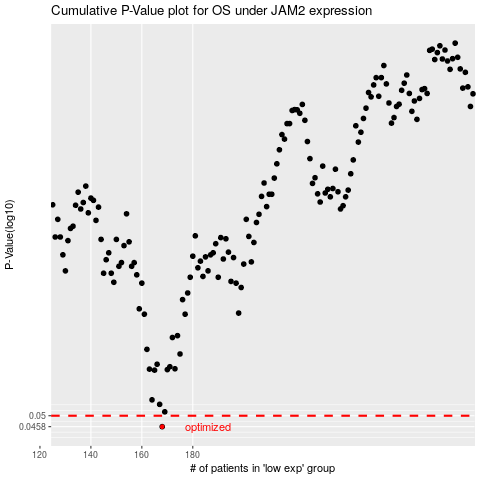 Cumulative P-Value plot for OS under JAM2 expression
P-Value(log10)
0.05
0.0458
optimized
120 140 160 180
# of patients in 'low exp' group